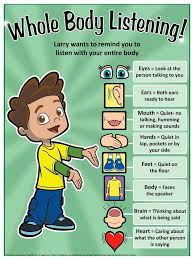 Whole Body Listening!
Larry wants to remind you to
listen with your entire body
Eyes = Look at the
person talking to you
Ears = Both ears
ready to hear
Mouth = Quiet - no
talking, humming
or making sounds
Hands = Quiet in
lap, pockets or by
your side
Feet = Quiet on the
floor
Body = Faces the
speaker
Brain = Thinking about
what is being said
Heart = Caring about
what the other person
is saying